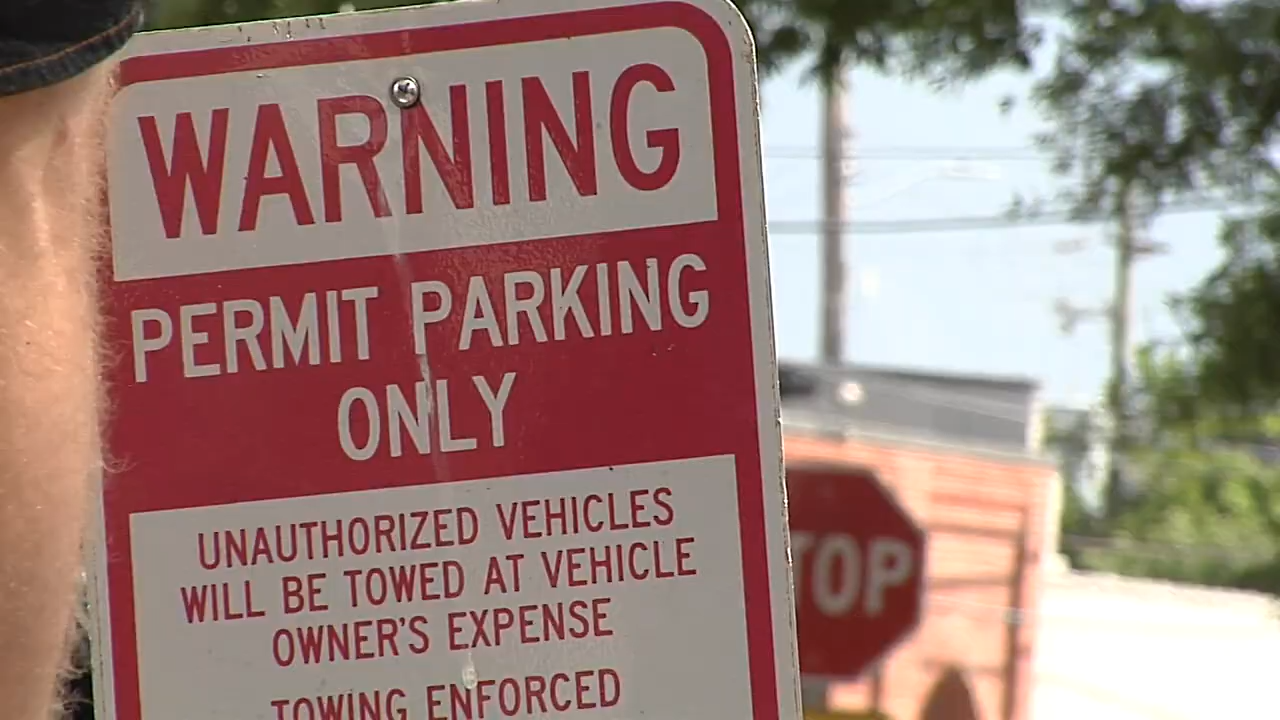 WARNING
PERMIT PARKING
ONLY
UNAUTHORIZED VEHICLES
WILL BE TOWED AT VEHICLE
OWNER'S EXPENSE
TOWING ENFORCED
TOP